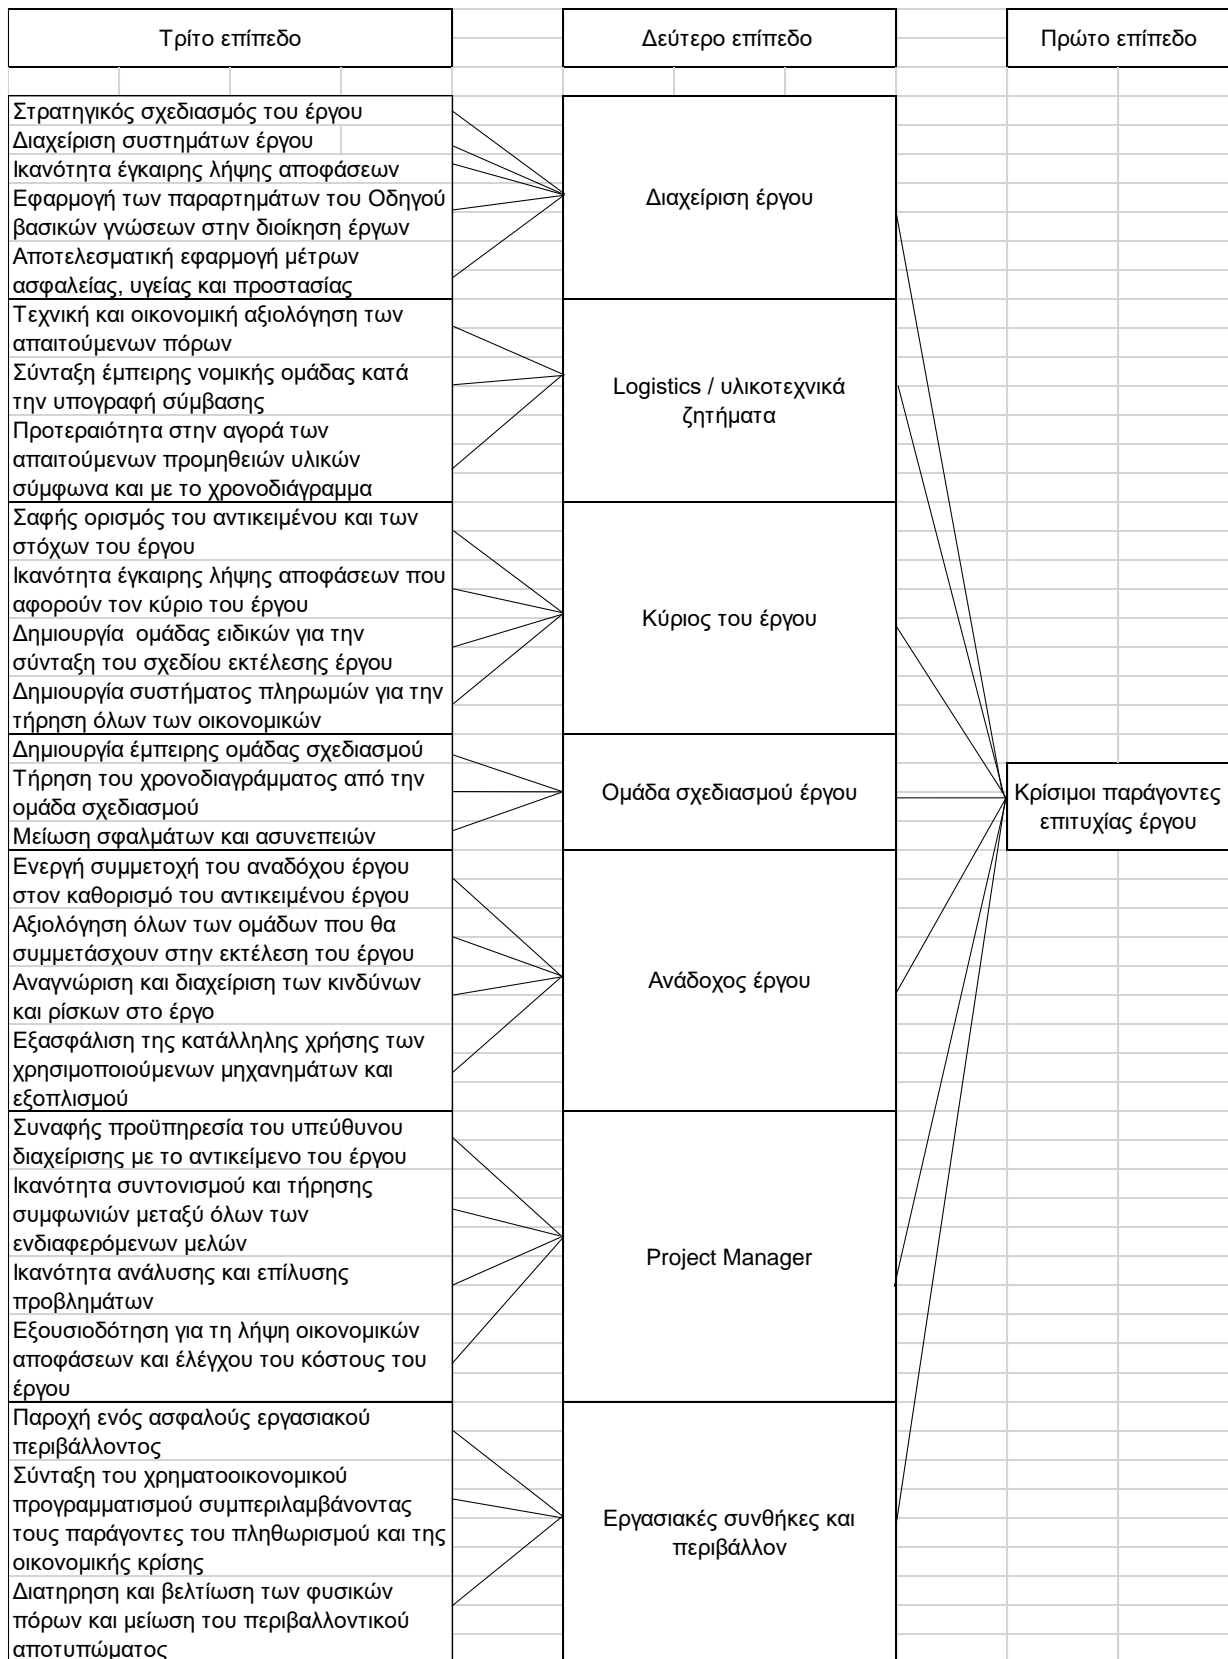 Τρίτο επίπεδο
Δεύτερο επίπεδο
Πρώτο επίπεδο
Στρατηγικός σχεδιασμός του έργου
Διαχείριση συστημάτων έργου
Ικανότητα έγκαιρης λήψης αποφάσεων
Εφαρμογή των παραρτημάτων του Οδηγού
βασικών γνώσεων στην διοίκηση έργων
Αποτελεσματική εφαρμογή μέτρων
ασφαλείας, υγείας και προστασίας
Διαχείριση έργου
Τεχνική και οικονομική αξιολόγηση των
απαιτούμενων πόρων
Σύνταξη έμπειρης νομικής ομάδας κατά
την υπογραφή σύμβασης
Προτεραιότητα στην αγορά των
απαιτούμενων προμηθειών υλικών
σύμφωνα και με το χρονοδιάγραμμα
Logistics / υλικοτεχνικά
ζητήματα
Σαφής ορισμός του αντικειμένου και των
στόχων του έργου
Ικανότητα έγκαιρης λήψης αποφάσεων που
αφορούν τον κύριο του έργου
Δημιουργία  ομάδας ειδικών για την
σύνταξη του σχεδίου εκτέλεσης έργου
Δημιουργία συστήματος πληρωμών για την
τήρηση όλων των οικονομικών
Κύριος του έργου
Δημιουργία έμπειρης ομάδας σχεδιασμού
Τήρηση του χρονοδιαγράμματος από την
ομάδα σχεδιασμού
Μείωση σφαλμάτων και ασυνεπειών
Ομάδα σχεδιασμού έργου
Κρίσιμοι παράγοντες
επιτυχίας έργου
Ενεργή συμμετοχή του αναδόχου έργου
στον καθορισμό του αντικειμένου έργου
Αξιολόγηση όλων των ομάδων που θα
συμμετάσχουν στην εκτέλεση του έργου
Αναγνώριση και διαχείριση των κινδύνων
και ρίσκων στο έργο
Εξασφάλιση της κατάλληλης χρήσης των
χρησιμοποιούμενων μηχανημάτων και
εξοπλισμού
Ανάδοχος έργου
Συναφής προϋπηρεσία του υπεύθυνου
διαχείρισης με το αντικείμενο του έργου
Ικανότητα συντονισμού και τήρησης
συμφωνιών μεταξύ όλων των
ενδιαφερόμενων μελών
Ικανότητα ανάλυσης και επίλυσης
προβλημάτων
Εξουσιοδότηση για τη λήψη οικονομικών
αποφάσεων και έλέγχου του κόστους του
έργου
Project Manager
Παροχή ενός ασφαλούς εργασιακού
περιβάλλοντος
Σύνταξη του χρηματοοικονομικού
προγραμματισμού συμπεριλαμβάνοντας
τους παράγοντες του πληθωρισμού και της
οικονομικής κρίσης
Διατηρηση και βελτίωση των φυσικών
πόρων και μείωση του περιβαλλοντικού
αποτυπώματος
Εργασιακές συνθήκες και
περιβάλλον